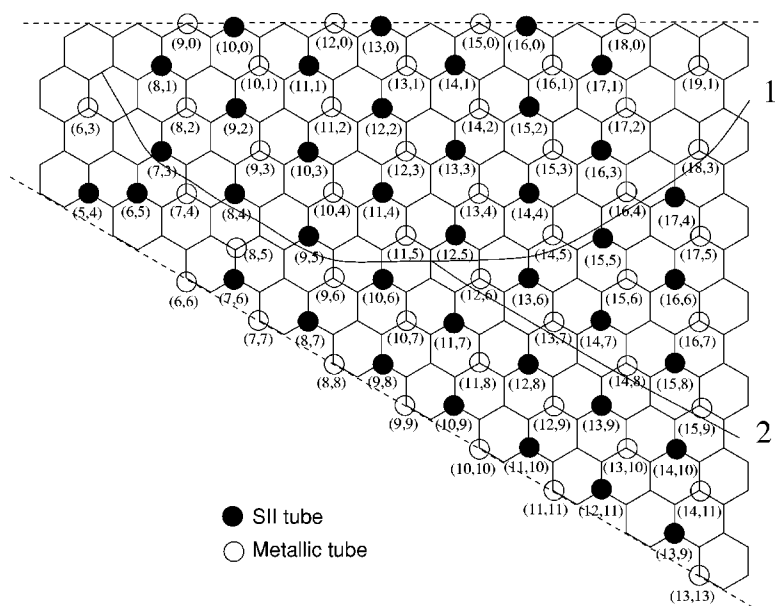 (9,0) (10,0) (12,0) (13,0) (15,0) (16,0) (18,0)
(8,1) (10,1) (11,1) (13,1) (14,1) (16,1) (17,1) (19,1)
1
(6,3) (8,2) (9,2) (11,2) (12,2) (14,2) (15,2) (17,2)
(7,3) (9,3) (10,3) (12,3) (13,3) (15,3) (16,3) (18,3)
(5,4) (6,5) (7,4) (8,4) (10,4) (11,4) (13,4) (14,4) (16,4) (17,4)
(8,5) (9,5) (11,5) (12,5) (14,5) (15,5) (17,5)
(6,6) (7,6) (9,6) (10,6) (12,6) (13,6) (15,6) (16,6)
(7,7) (8,7) (10,7) (11,7) (13,7) (14,7) (16,7)
(8,8) (9,8) (11,8) (12,8) (14,8) (15,8)
(9,9) (10,9) (12,9) (13,9) (15,9)
2
(10,10) (11,10) (13,10) (14,10)
(11,11) (12,11) (14,11)
SII tube
Metallic tube
(13,9)
(13,13)